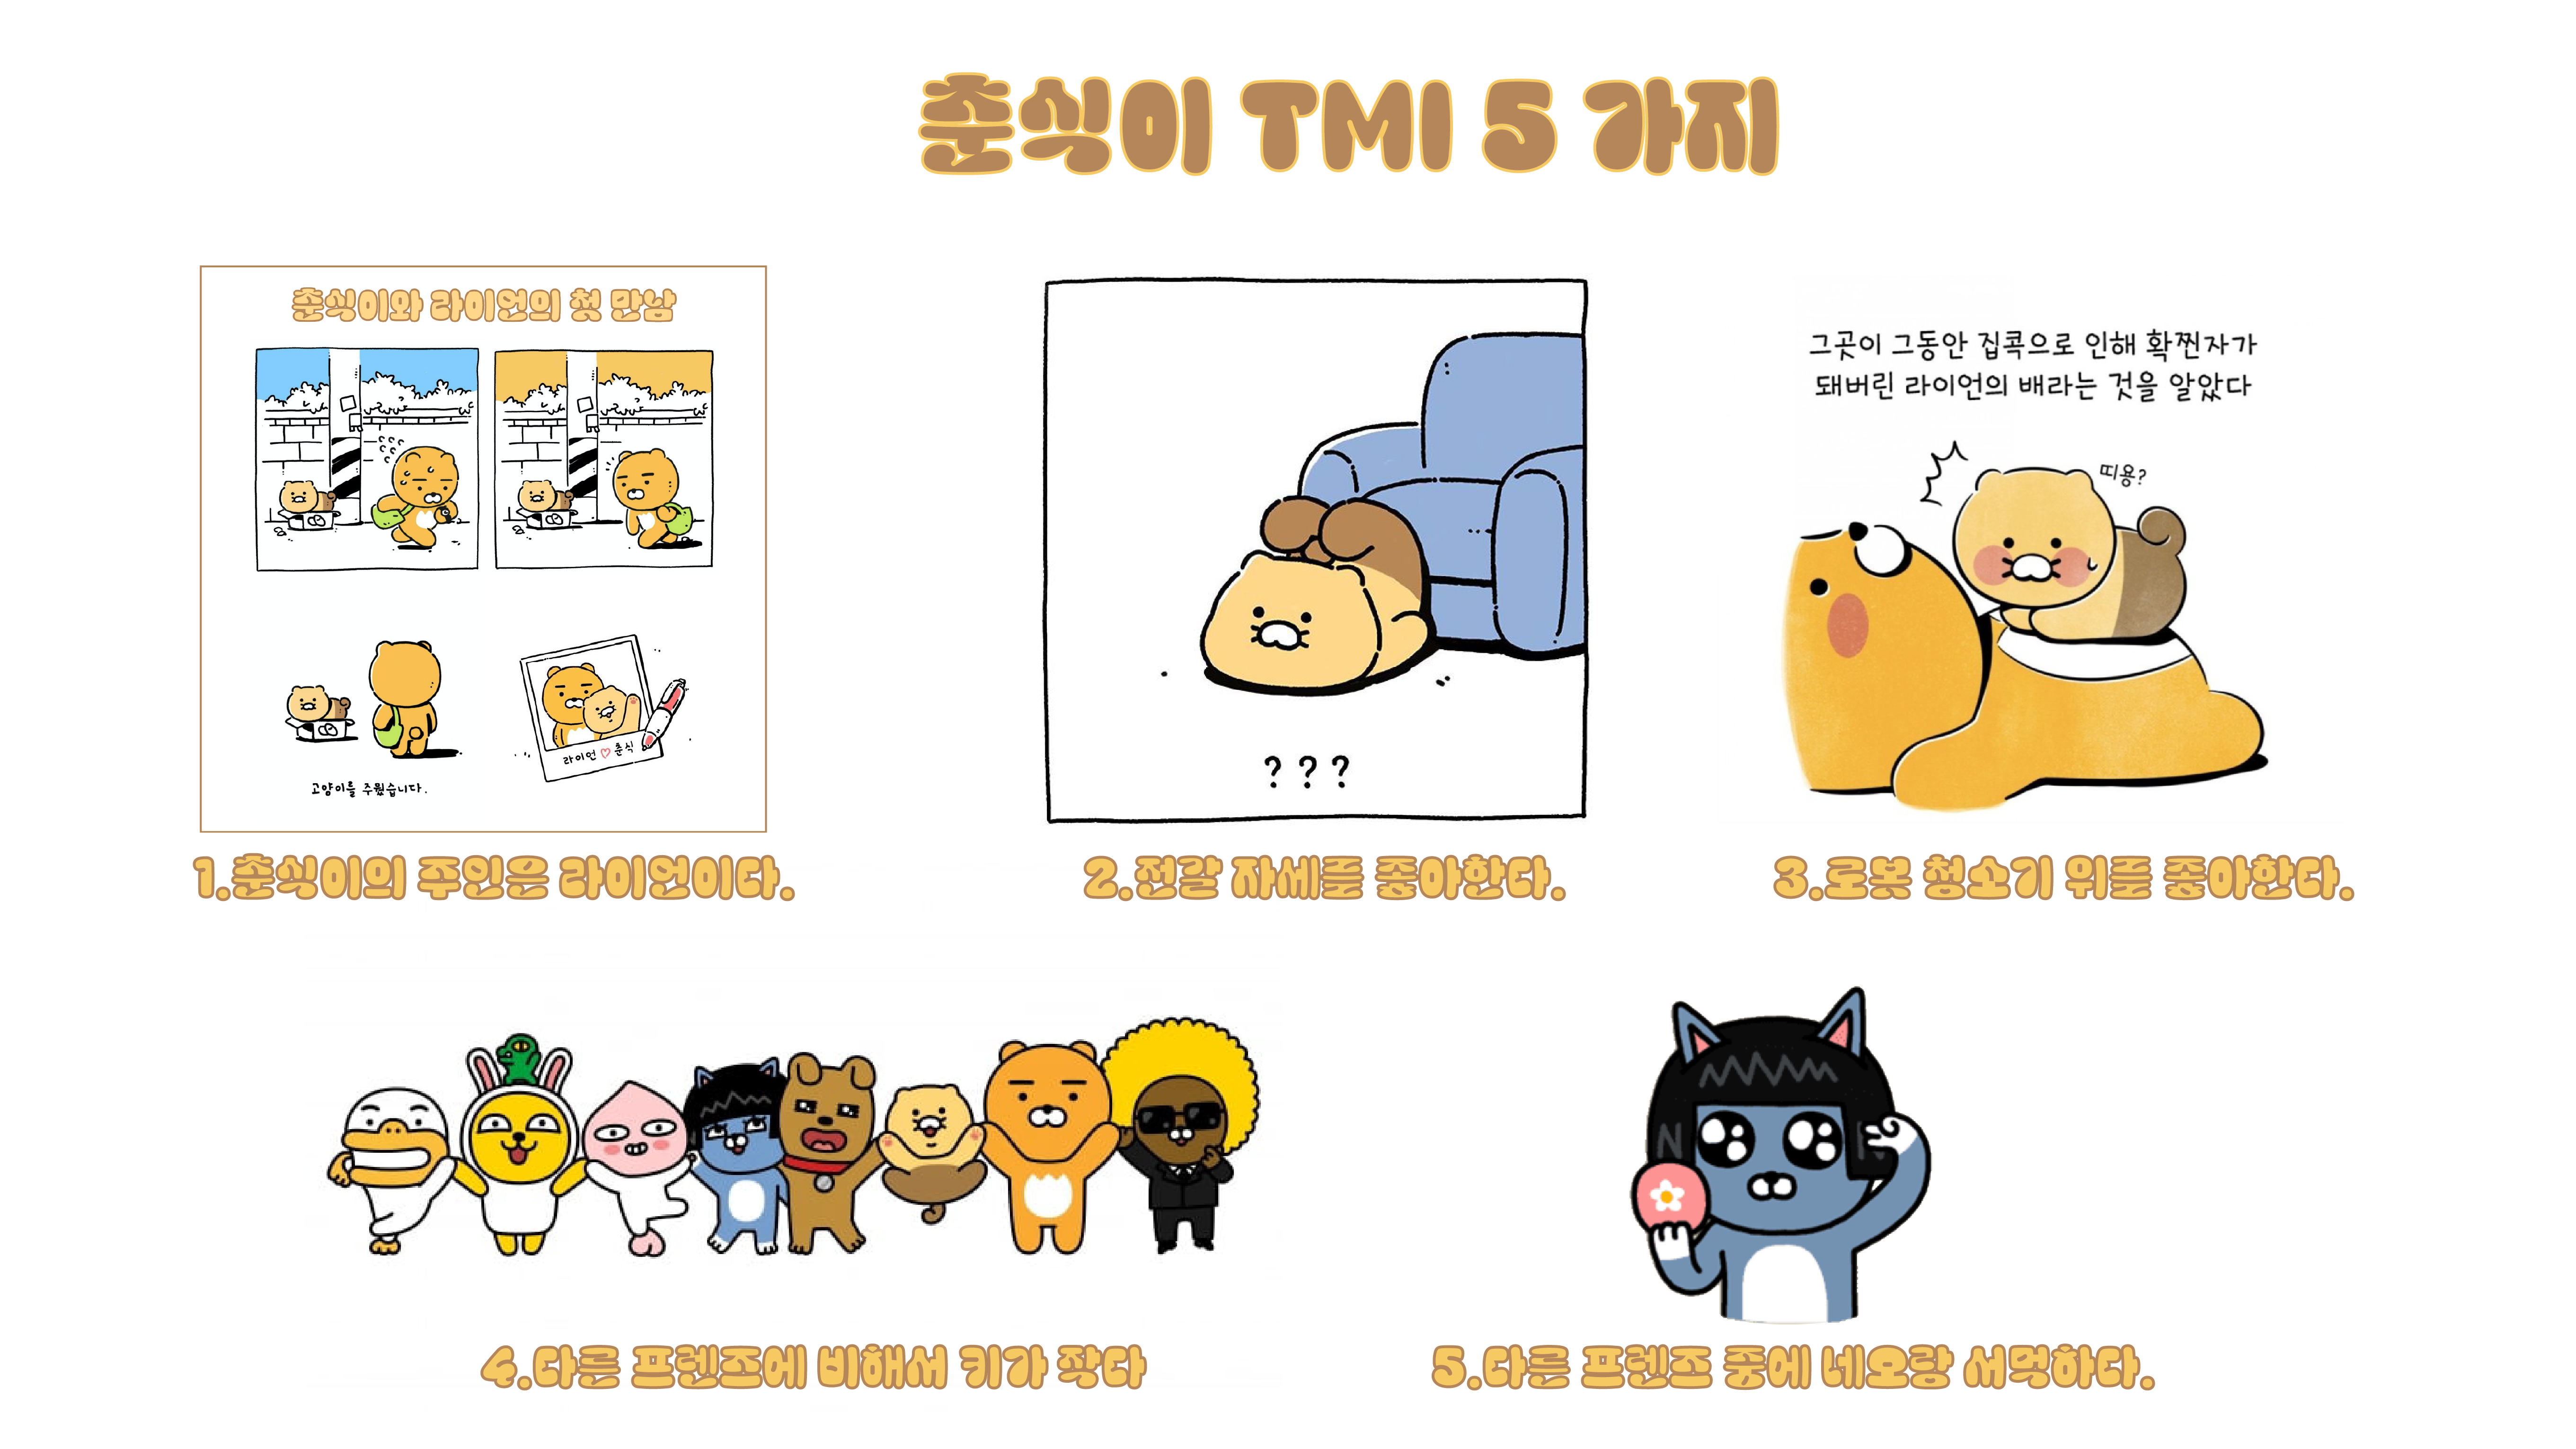 춘식이 TMI 5 가지
춘식이와 라이언의 첫 만남
라이언 ♡ 춘식
고양이를 주웠습니다.
1.춘식이의 주인은 라이언이다.
? ? ?
2.전갈 자세를 좋아한다.
그곳이 그동안 집콕으로 인해 확찐자가
돼버린 라이언의 배라는 것을 알았다
띠용?
3.로봇 청소기 위를 좋아한다.
4.다른 프렌즈에 비해서 키가 작다
N
5.다른 프렌즈 중에 네오랑 서먹하다.